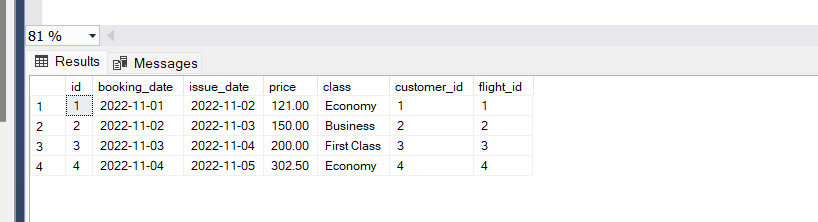 81 %
Results Messages
id booking_date issue_date price class customer_id flight_id
1 1 2022-11-01 2022-11-02 121.00 Economy 1 1
2 2 2022-11-02 2022-11-03 150.00 Business 2 2
3 3 2022-11-03 2022-11-04 200.00 First Class 3 3
4 4 2022-11-04 2022-11-05 302.50 Economy 4 4